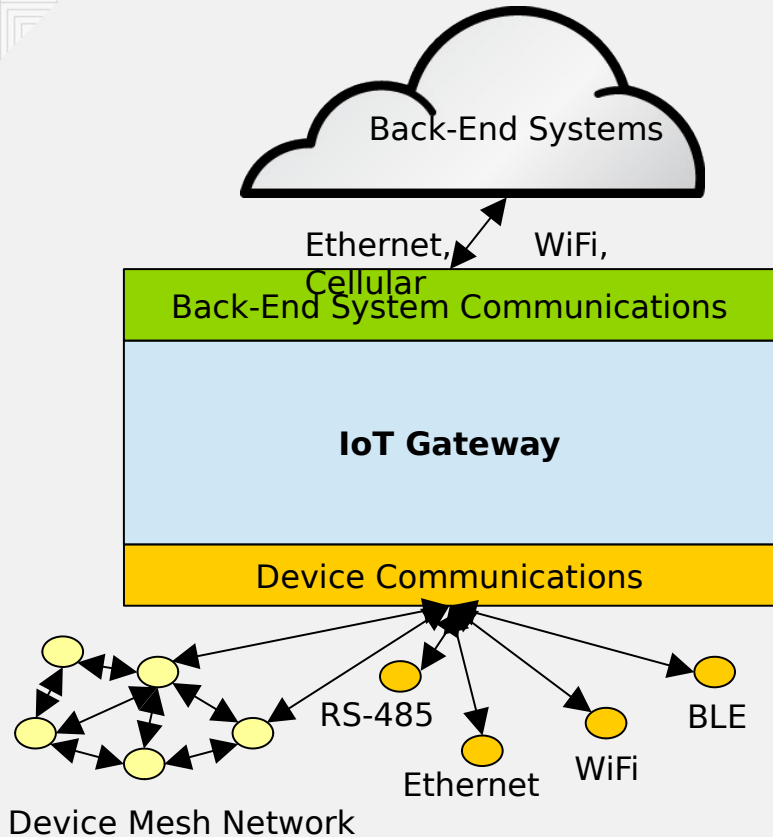 Back-End Systems
Ethernet, WiFi,
Cellular
Back-End System Communications
IoT Gateway
Device Communications
RS-485
BLE
WiFi
Ethernet
Device Mesh Network